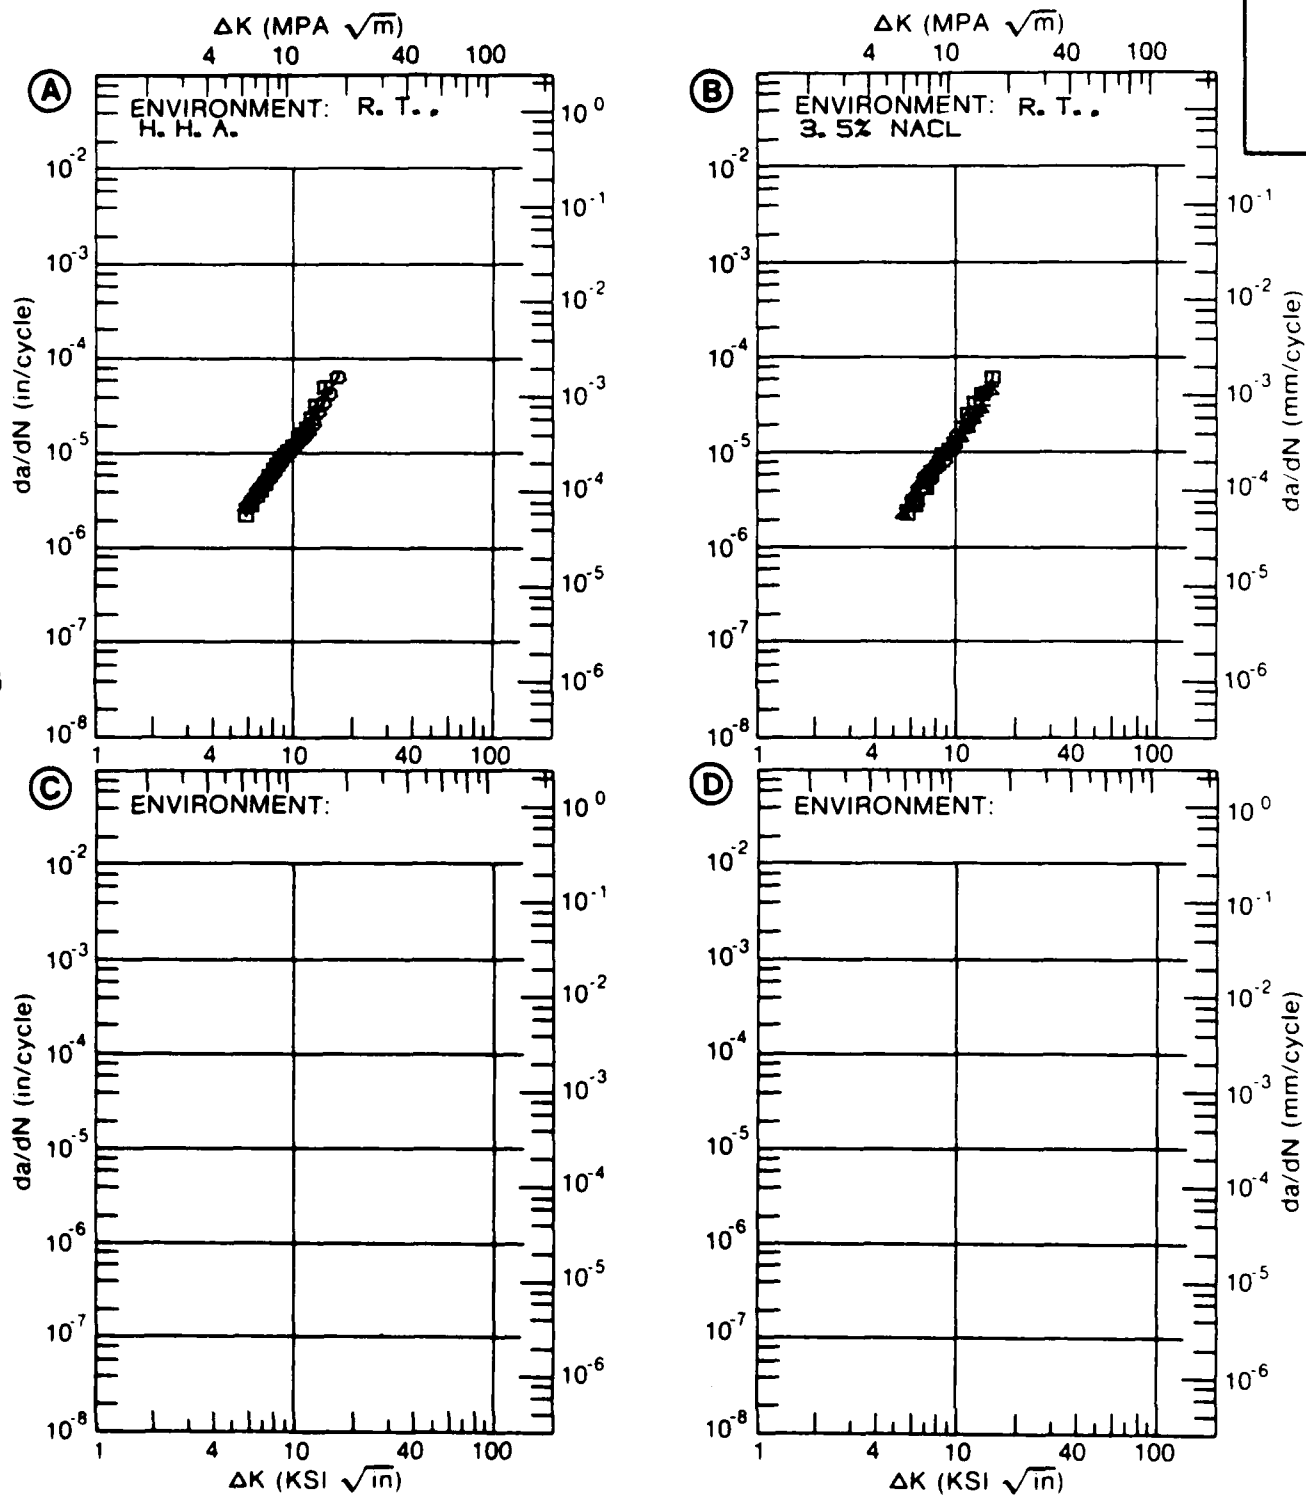 ΔK (MPA √m)
4 10 40 100
A
ENVIRONMENT: R. T.,
H. H. A.
10^0
10^-1
10^-2
10^-3
10^-4
10^-5
10^-6
10^-2
10^-3
10^-4
10^-5
10^-6
10^-7
10^-8
da/dN (in/cycle)
1 4 10 40 100
ΔK (MPA √m)
4 10 40 100
B
ENVIRONMENT: R. T.,
3. 5% NACL
10^-2
10^-3
10^-4
10^-5
10^-6
10^-7
10^-8
10^-1
10^-2
10^-3
10^-4
10^-5
10^-6
da/dN (mm/cycle)
1 4 10 40 100
C
ENVIRONMENT:
10^0
10^-1
10^-2
10^-3
10^-4
10^-5
10^-6
10^-2
10^-3
10^-4
10^-5
10^-6
10^-7
10^-8
da/dN (in/cycle)
1 4 10 40 100
ΔK (KSI √in)
D
ENVIRONMENT:
10^0
10^-1
10^-2
10^-3
10^-4
10^-5
10^-6
10^-2
10^-3
10^-4
10^-5
10^-6
10^-7
10^-8
da/dN (mm/cycle)
1 4 10 40 100
ΔK (KSI √in)